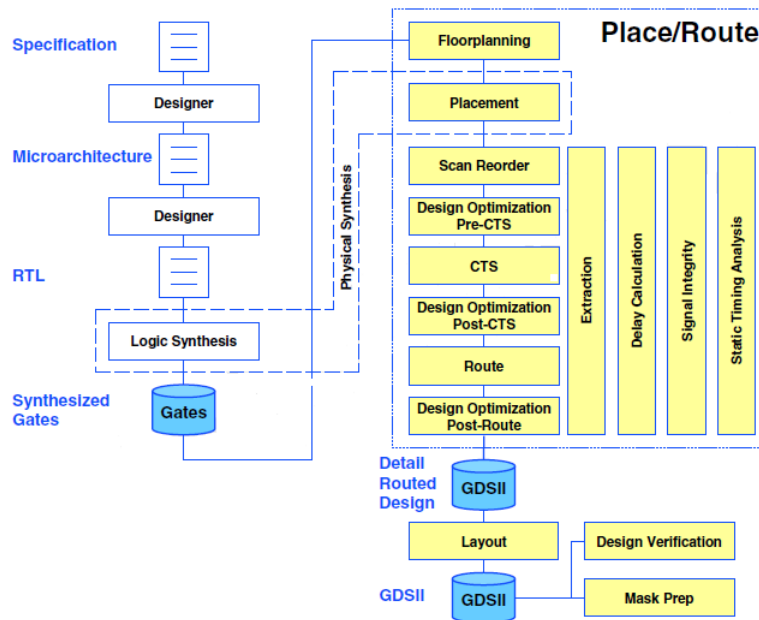 Place/Route
Specification
Designer
Microarchitecture
Designer
RTL
Logic Synthesis
Synthesized
Gates
Gates
Physical Synthesis
Floorplanning
Placement
Scan Reorder
Design Optimization
Pre-CTS
CTS
Design Optimization
Post-CTS
Route
Design Optimization
Post-Route
Extraction
Delay Calculation
Signal Integrity
Static Timing Analysis
Detail
Routed
Design
GDSII
Layout
GDSII
GDSII
Design Verification
Mask Prep